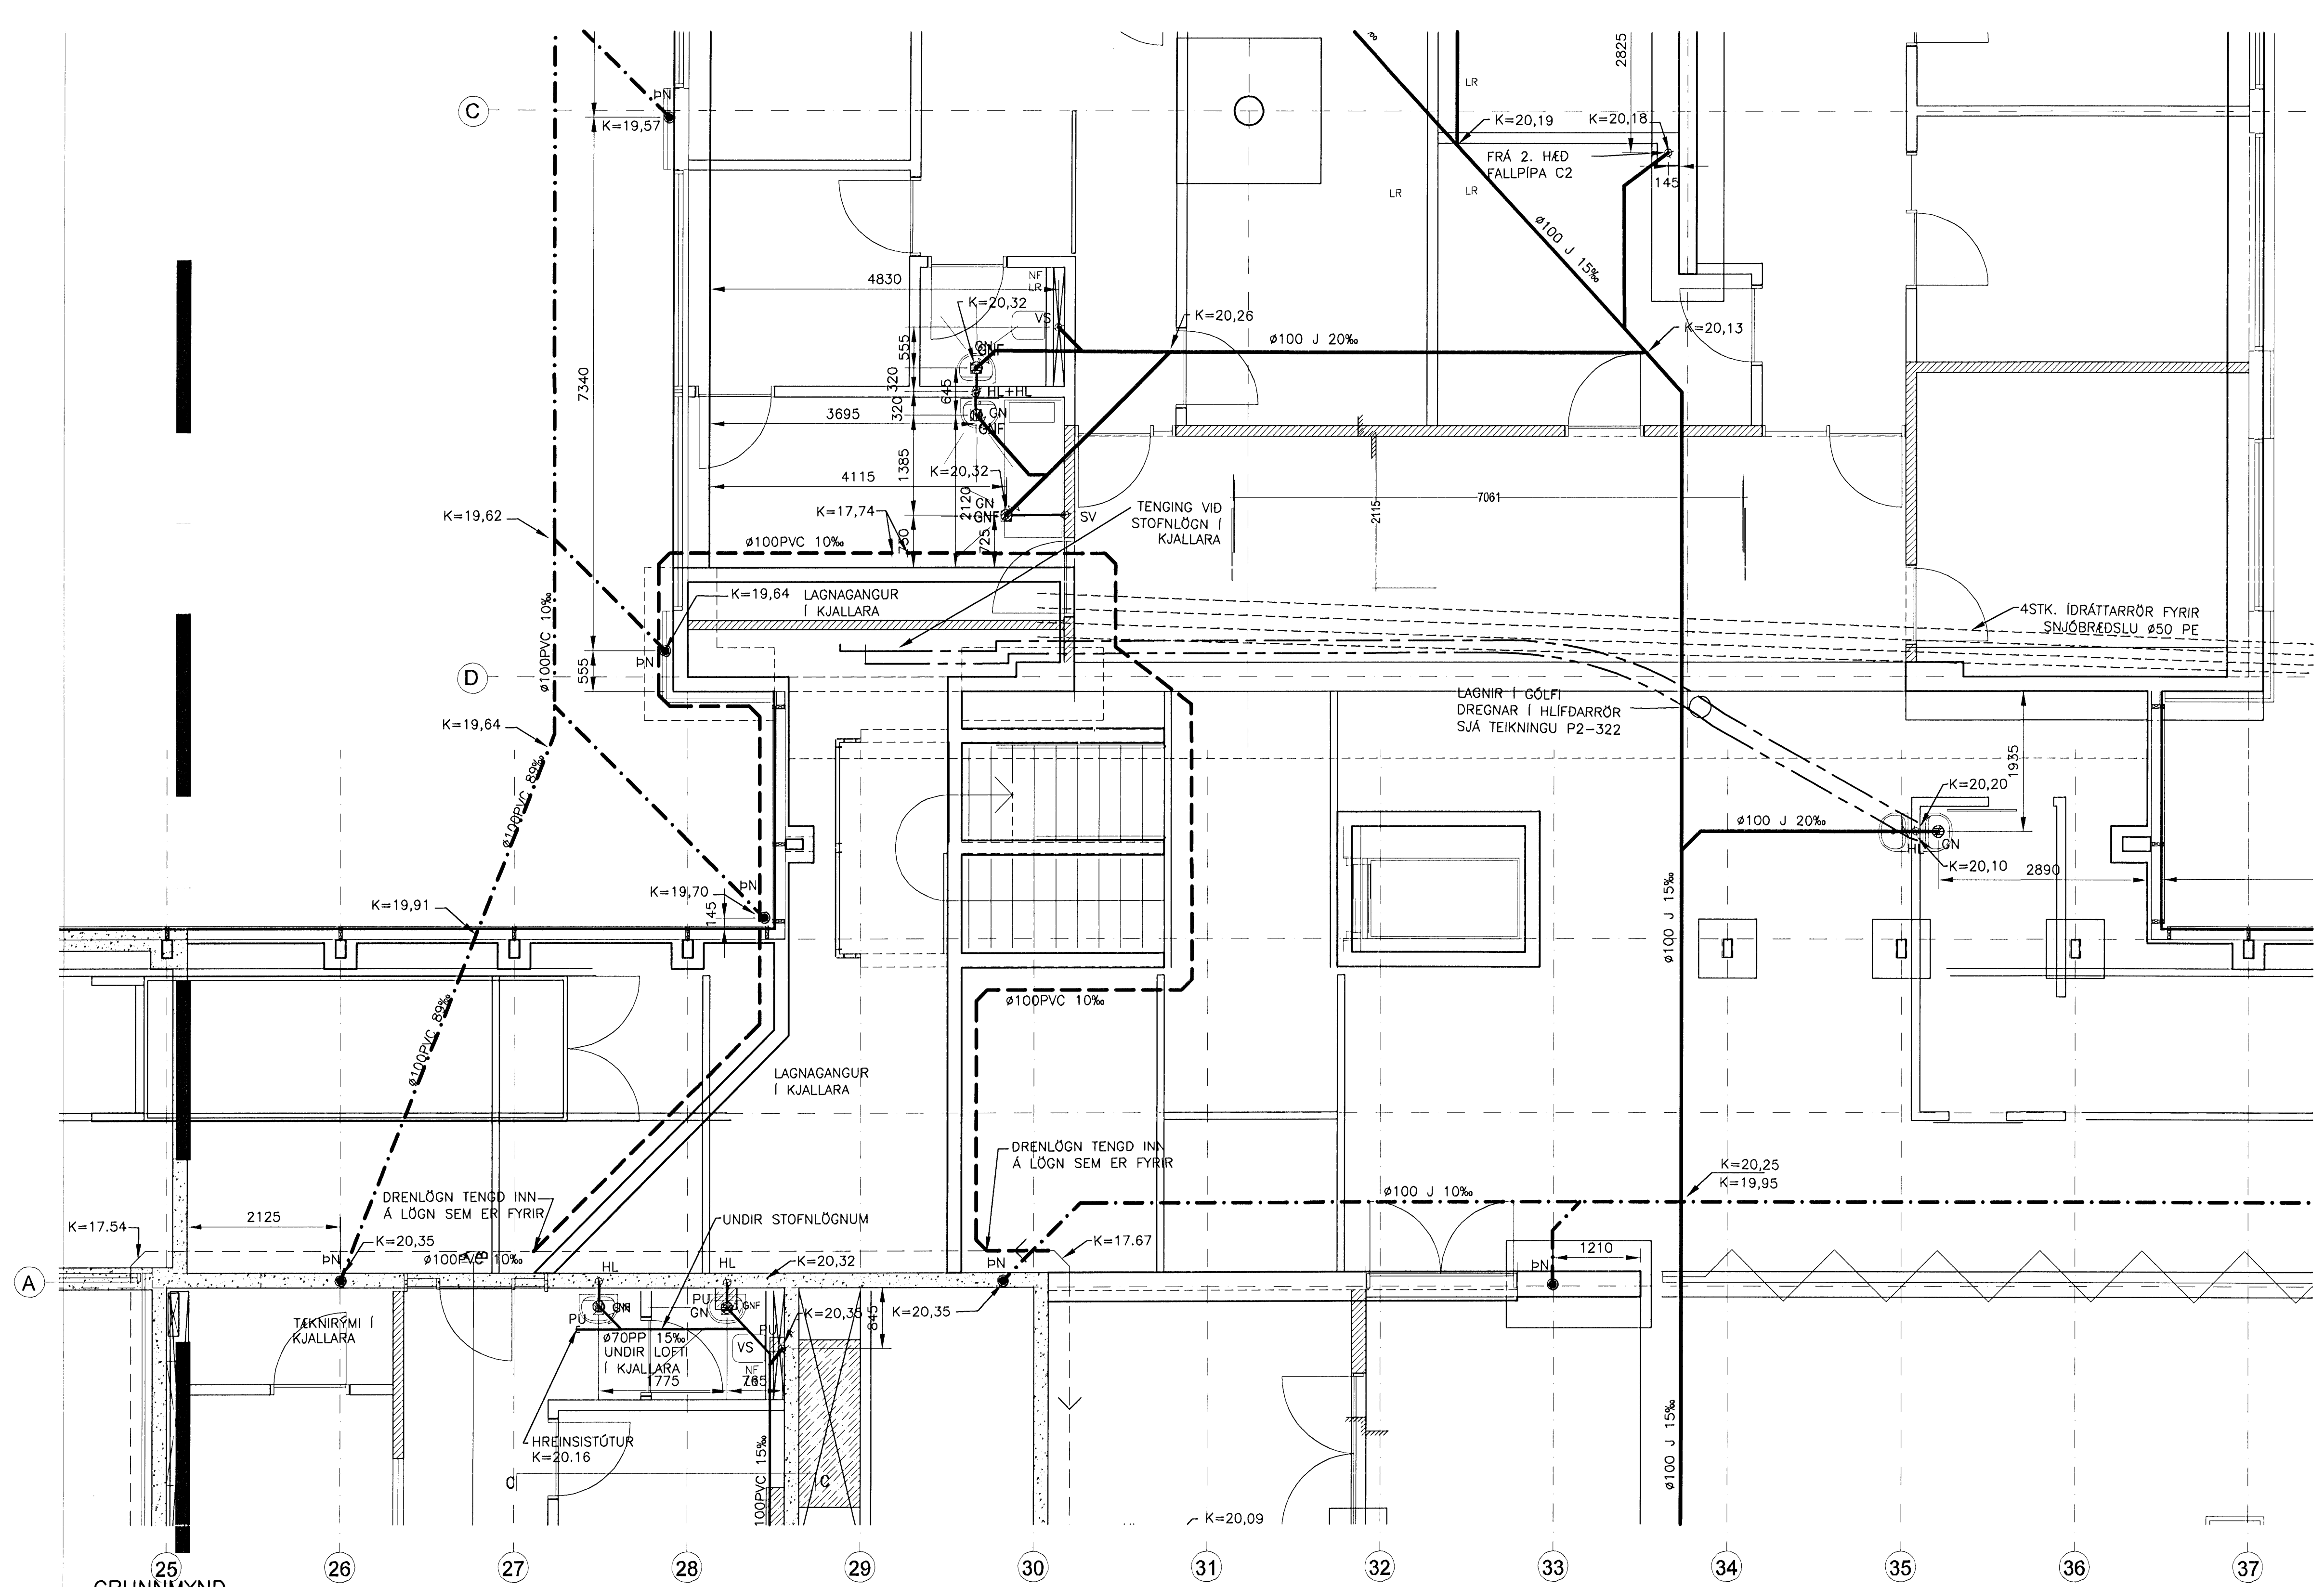 2825
LR
ÞN
C
K=19,57
K=20,19
K=20,18
FRÁ 2. HÆÐ
FALLPÍPA C2
145
LR
LR
ø100 J 15‰
4830
NF
LR
K=20,32
VS
K=20,26
K=20,13
555
GN
GNF
ø100 J 20‰
7340
320
645
HL+HL
320
3695
GN
GNF
1385
K=20,32
4115
2120
7061
GN
GNF
SV
TENGING VIÐ
STOFNLÖGN Í
KJALLARA
2115
K=19,62
K=17,74
ø100PVC 10‰
750
725
K=19,64
LAGNAGANGUR
Í KJALLARA
4STK. ÍDRÁTTARRÖR FYRIR
SNJÓBRÆÐSLU ø50 PE
ø100PVC 10‰
ÞN
555
D
LAGNIR Í GÓLFI
DREGNAR Í HLÍFÐARRÖR
SJÁ TEIKNINGU P2-322
K=19,64
1935
K=20,20
ø100PVC 89‰
ø100 J 20‰
HL
GN
K=20,10
2890
K=19,91
K=19,70
ÞN
145
ø100 J 15‰
ø100PVC 10‰
ø100PVC 89‰
LAGNAGANGUR
Í KJALLARA
DRENLÖGN TENGD INN
Á LÖGN SEM ER FYRIR
K=20,25
K=19,95
ø100 J 10‰
DRENLÖGN TENGD INN
Á LÖGN SEM ER FYRIR
2125
K=17.54
UNDIR STOFNLÖGNUM
K=20,35
K=17.67
1210
ÞN
ø100PVC 10‰
HL
HL
K=20,32
ÞN
ÞN
A
PU
GN
PU
GN
GNF
K=20,35
K=20,35
845
TÆKNIRÝMI Í
KJALLARA
PU
VS
ø70PP 15‰
UNDIR LOFTI
Í KJALLARA
NF
1775
765
HREINSISTÚTUR
K=20.16
C
C
100PVC 15‰
ø100 J 15‰
K=20,09
25
26
27
28
29
30
31
32
33
34
35
36
37
GRUNNMYND